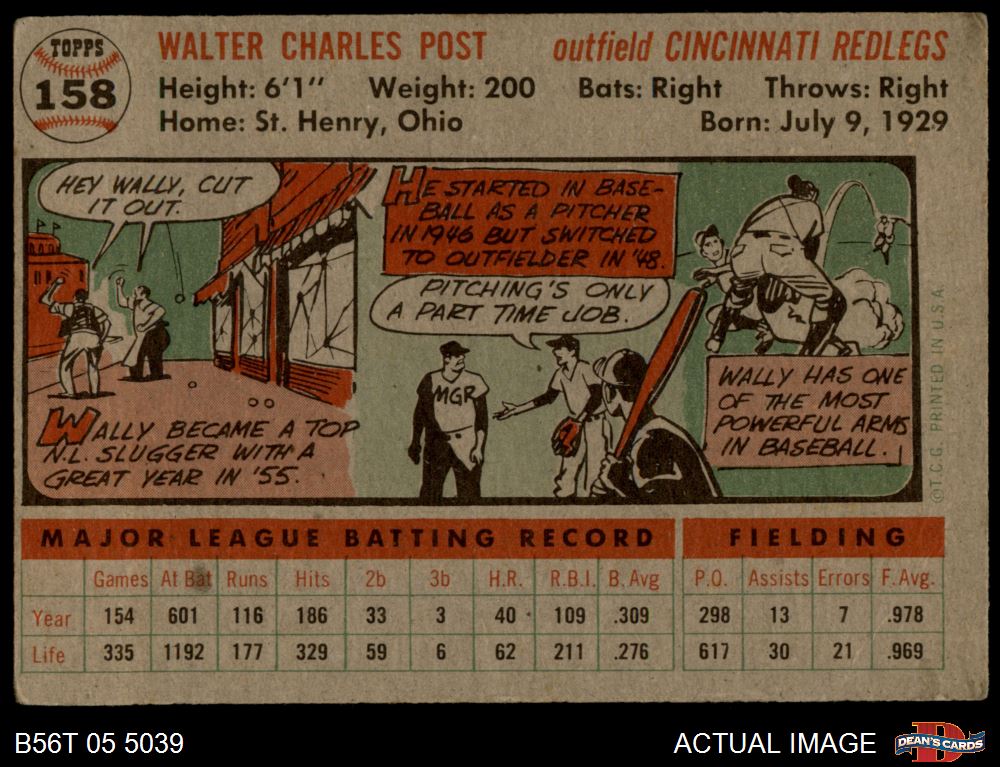 TOPPS
158
WALTER CHARLES POST
outfield CINCINNATI REDLEGS
Height: 6'1" Weight: 200 Bats: Right Throws: Right
Home: St. Henry, Ohio Born: July 9, 1929
HEY WALLY, CUT
IT OUT.
WALLY BECAME A TOP
N.L. SLUGGER WITH A
GREAT YEAR IN '55.
HE STARTED IN BASE-
BALL AS A PITCHER
IN 1946 BUT SWITCHED
TO OUTFIELDER IN '48.
PITCHING'S ONLY
A PART TIME JOB.
MGR
WALLY HAS ONE
OF THE MOST
POWERFUL ARMS
IN BASEBALL.
©T.C.G. PRINTED IN U.S.A.
MAJOR LEAGUE BATTING RECORD FIELDING
Games At Bat Runs Hits 2b 3b H.R. R.B.I. B. Avg P.O. Assists Errors F. Avg.
Year 154 601 116 186 33 3 40 109 .309 298 13 7 .978
Life 335 1192 177 329 59 6 62 211 .276 617 30 21 .969
B56T 05 5039
ACTUAL IMAGE
D
DEAN'S CARDS